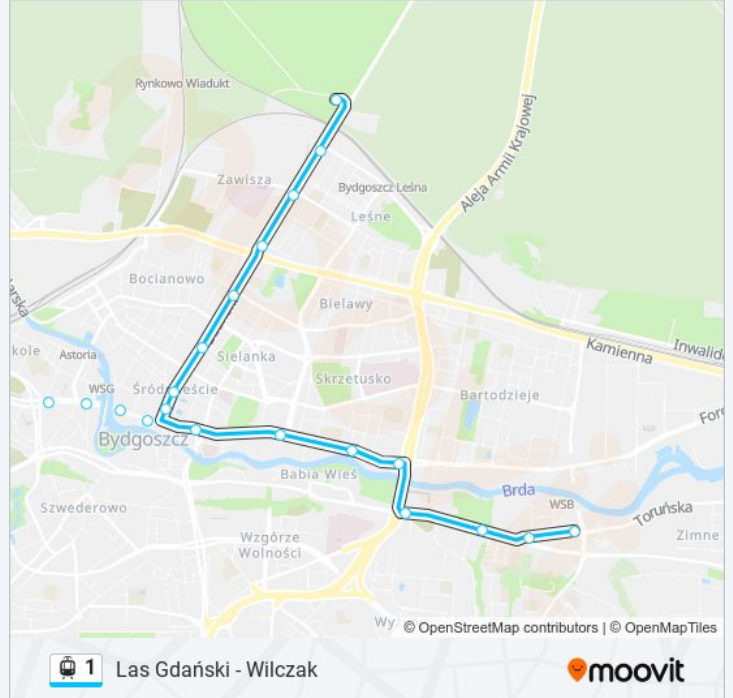 Rynkowo Wiadukt
Aleja Armii Krajowej
Zawisza
Bydgoszcz Leśna
Leśne
Bocianowo
Bielawy
Kamienna
Inwalid
kole
Astoria
Sielanka
WSG
Śródmieście
Skrzetusko
Bartodzieje
Bydgoszcz
Babia Wieś
Brda
WSB
Szwederowo
Toruńska
Wzgórze
Wolności
Zimne
Wy
© OpenStreetMap contributors | © OpenMapTiles
1 Las Gdański - Wilczak
moovit